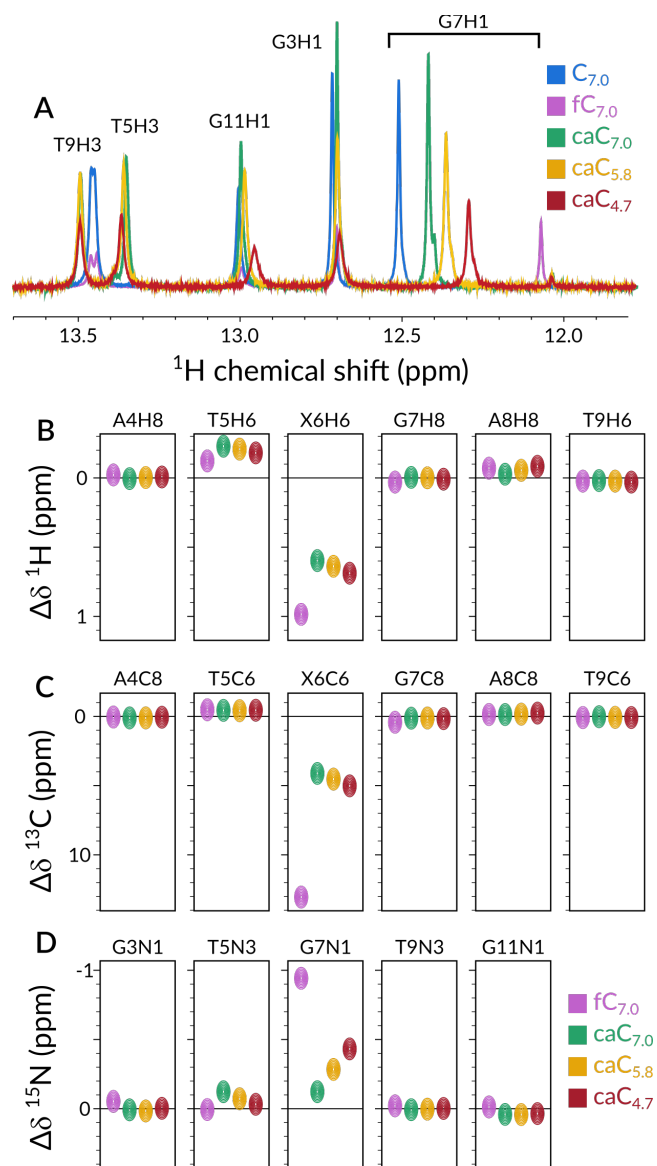 G7H1
G3H1
C7.0
fC7.0
caC7.0
caC5.8
caC4.7
A
T9H3
T5H3
G11H1
13.5 13.0 12.5 12.0
1H chemical shift (ppm)
B
A4H8 T5H6 X6H6 G7H8 A8H8 T9H6
Δδ 1H (ppm)
0
1
C
A4C8 T5C6 X6C6 G7C8 A8C8 T9C6
Δδ 13C (ppm)
0
10
D
G3N1 T5N3 G7N1 T9N3 G11N1
Δδ 15N (ppm)
-1
0
fC7.0
caC7.0
caC5.8
caC4.7